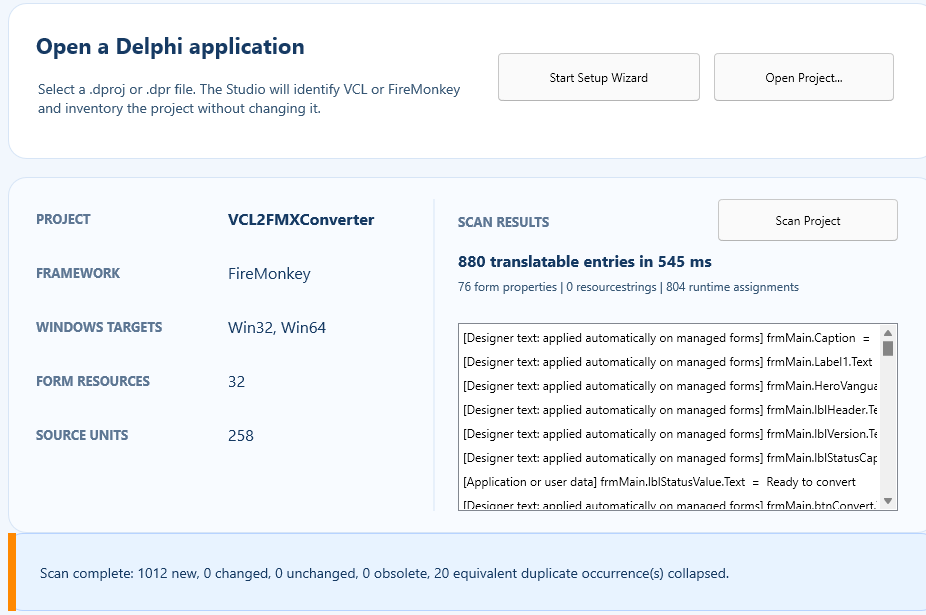 Open a Delphi application
Select a .dproj or .dpr file. The Studio will identify VCL or FireMonkey
and inventory the project without changing it.
Start Setup Wizard
Open Project...
PROJECT
VCL2FMXConverter
FRAMEWORK
FireMonkey
WINDOWS TARGETS
Win32, Win64
FORM RESOURCES
32
SOURCE UNITS
258
SCAN RESULTS
Scan Project
880 translatable entries in 545 ms
76 form properties | 0 resourcestrings | 804 runtime assignments
[Designer text: applied automatically on managed forms] frmMain.Caption =
[Designer text: applied automatically on managed forms] frmMain.Label1.Text
[Designer text: applied automatically on managed forms] frmMain.HeroVangua
[Designer text: applied automatically on managed forms] frmMain.lblHeader.Te
[Designer text: applied automatically on managed forms] frmMain.lblVersion.Te
[Designer text: applied automatically on managed forms] frmMain.lblStatusCap
[Application or user data] frmMain.lblStatusValue.Text = Ready to convert
[Designer text: applied automatically on managed forms] frmMain.btnConvert.
Scan complete: 1012 new, 0 changed, 0 unchanged, 0 obsolete, 20 equivalent duplicate occurrence(s) collapsed.